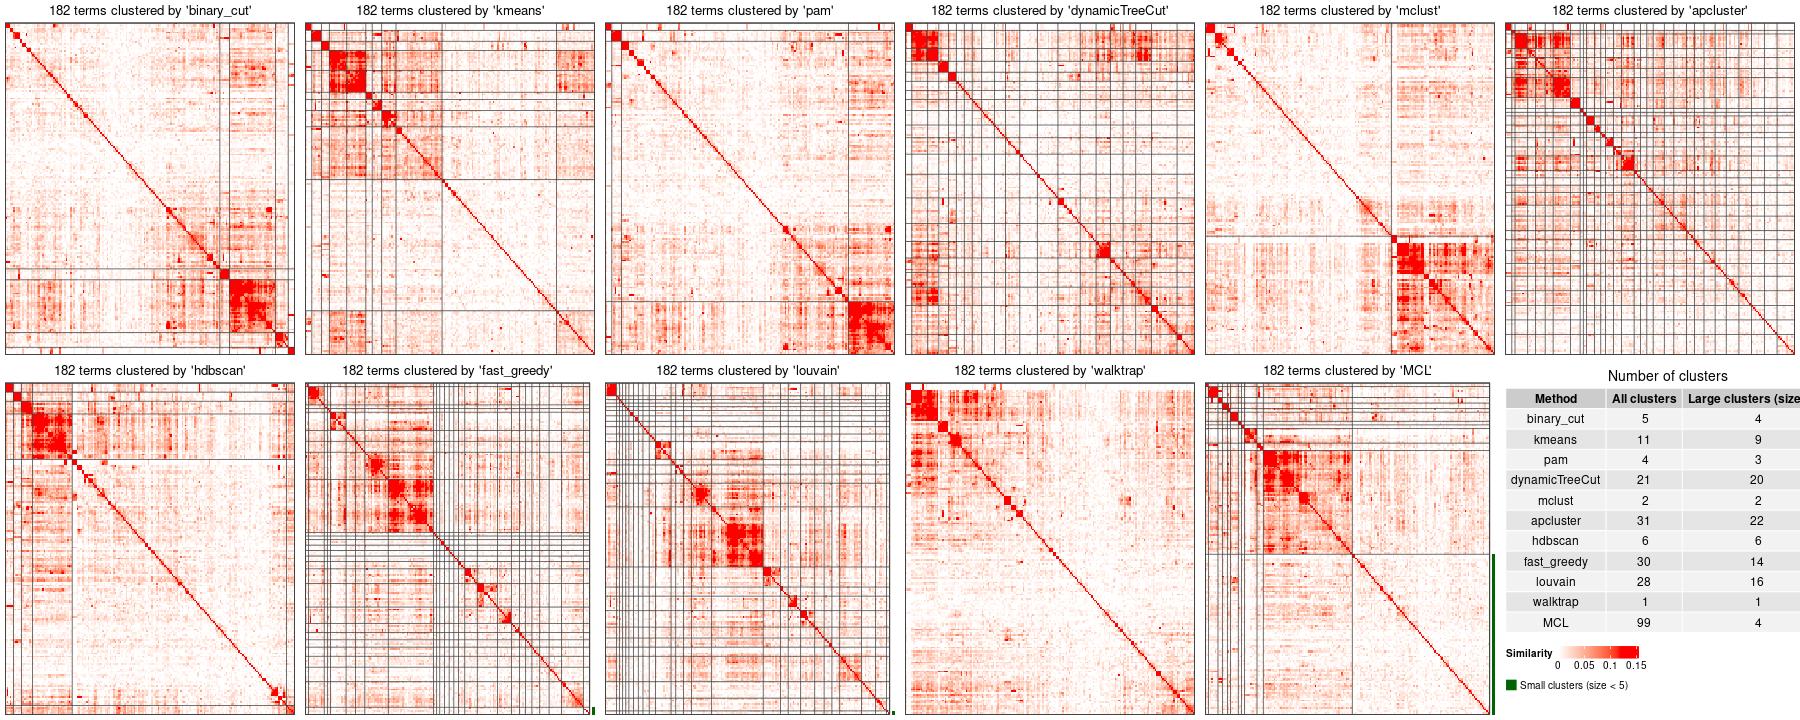 182 terms clustered by 'binary_cut'
182 terms clustered by 'kmeans'
182 terms clustered by 'pam'
182 terms clustered by 'dynamicTreeCut'
182 terms clustered by 'mclust'
182 terms clustered by 'apcluster'
182 terms clustered by 'hdbscan'
182 terms clustered by 'fast_greedy'
182 terms clustered by 'louvain'
182 terms clustered by 'walktrap'
182 terms clustered by 'MCL'
Number of clusters
Method All clusters Large clusters (size
binary_cut 5 4
kmeans 11 9
pam 4 3
dynamicTreeCut 21 20
mclust 2 2
apcluster 31 22
hdbscan 6 6
fast_greedy 30 14
louvain 28 16
walktrap 1 1
MCL 99 4
Similarity
0 0.05 0.1 0.15
Small clusters (size < 5)